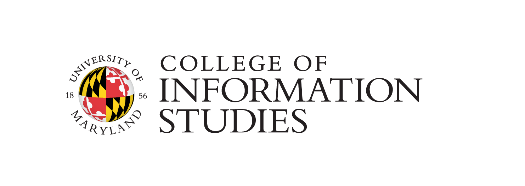 UNIVERSITY OF
18 56
MARYLAND
COLLEGE OF
INFORMATION
STUDIES